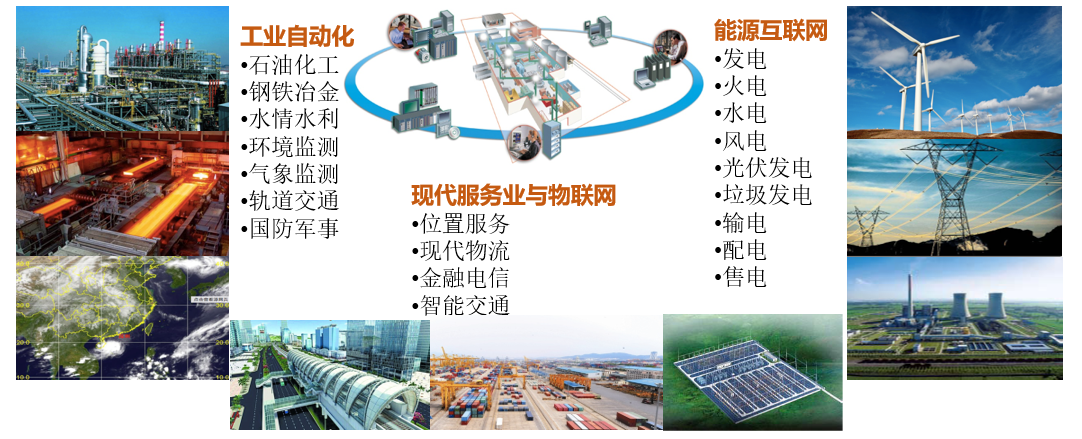 工业自动化
•石油化工
•钢铁冶金
•水情水利
•环境监测
•气象监测
•轨道交通
•国防军事
现代服务业与物联网
•位置服务
•现代物流
•金融电信
•智能交通
能源互联网
•发电
•火电
•水电
•风电
•光伏发电
•垃圾发电
•输电
•配电
•售电